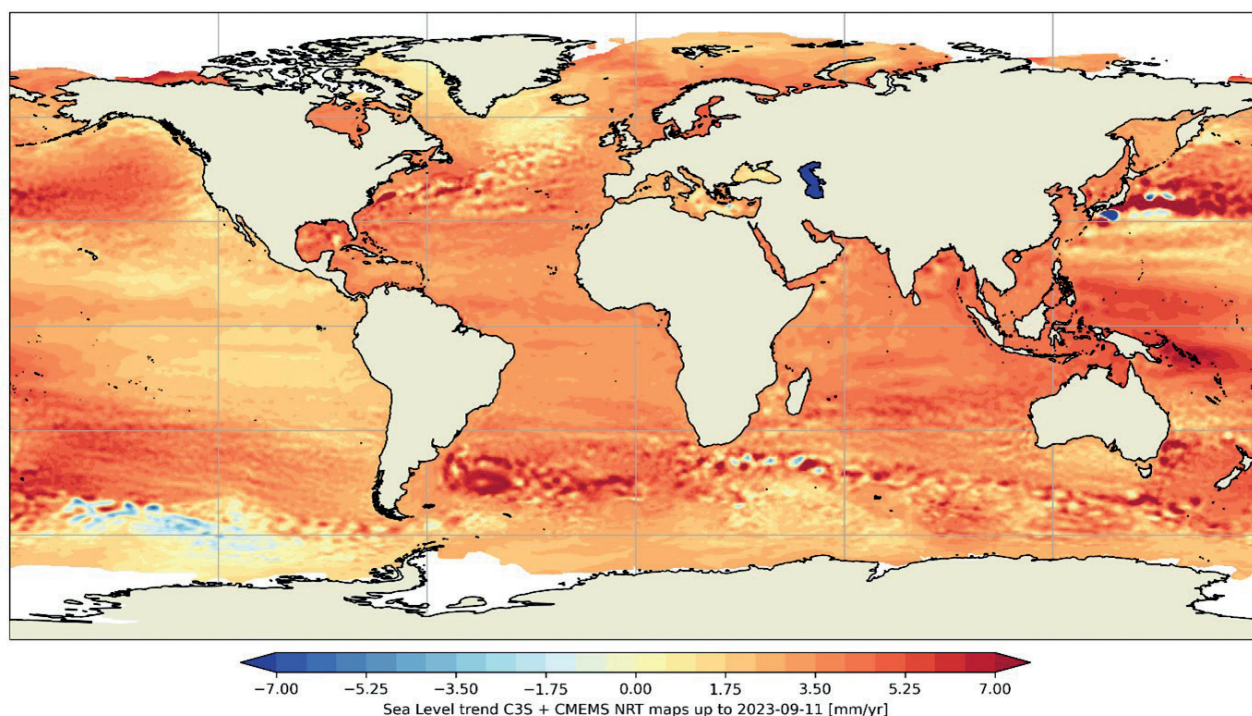 −7.00 −5.25 −3.50 −1.75 0.00 1.75 3.50 5.25 7.00
Sea Level trend C3S + CMEMS NRT maps up to 2023-09-11 [mm/yr]